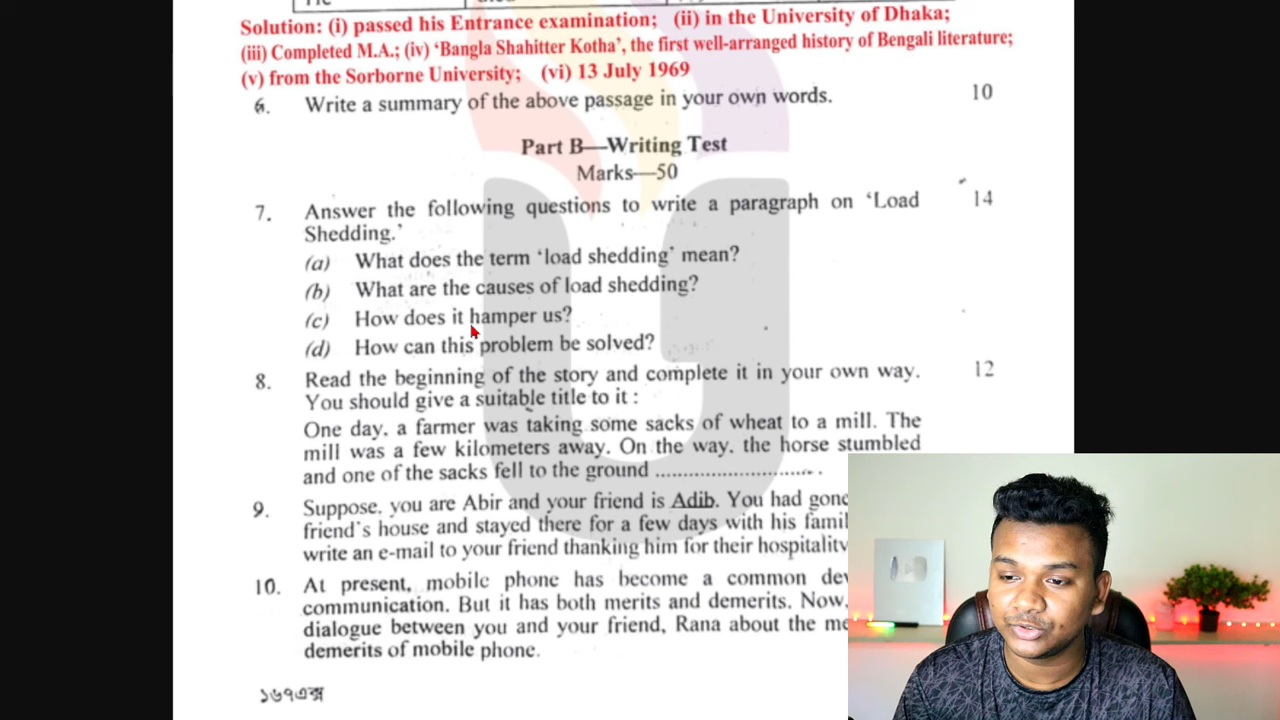 Solution: (i) passed his Entrance examination; (ii) in the University of Dhaka;
(iii) Completed M.A.; (iv) ‘Bangla Shahitter Kotha’, the first well-arranged history of Bengali literature;
(v) from the Sorborne University; (vi) 13 July 1969
6. Write a summary of the above passage in your own words. 10
Part B—Writing Test
Marks—50
7. Answer the following questions to write a paragraph on ‘Load 14
Shedding.’
(a) What does the term ‘load shedding’ mean?
(b) What are the causes of load shedding?
(c) How does it hamper us?
(d) How can this problem be solved?
8. Read the beginning of the story and complete it in your own way. 12
You should give a suitable title to it :
One day, a farmer was taking some sacks of wheat to a mill. The
mill was a few kilometers away. On the way, the horse stumbled
and one of the sacks fell to the ground ............................
9. Suppose, you are Abir and your friend is Adib. You had gone
friend's house and stayed there for a few days with his
write an e-mail to your friend thanking him for their hospitality
10. At present, mobile phone has become a common
communication. But it has both merits and demerits. Now,
dialogue between you and your friend, Rana about the
demerits of mobile phone.
১৬৭এক্স